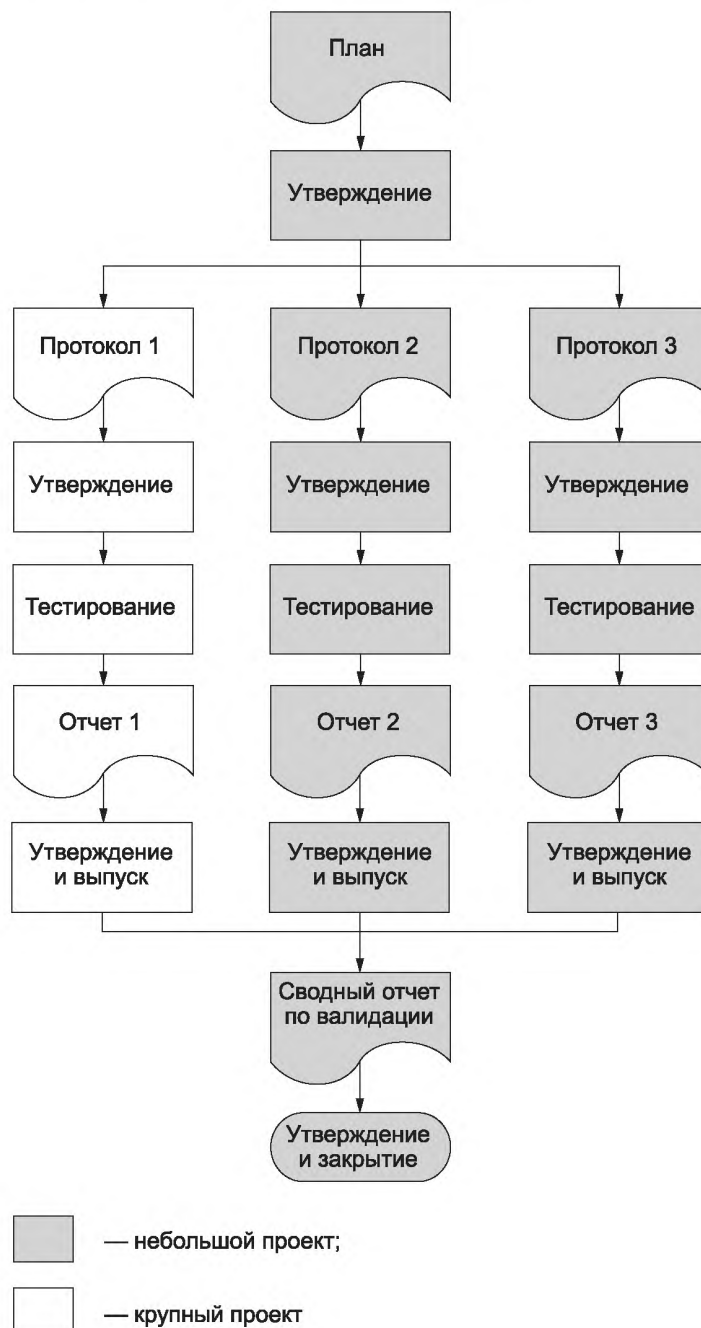 План
Утверждение
Протокол 1
Протокол 2
Протокол 3
Утверждение
Утверждение
Утверждение
Тестирование
Тестирование
Тестирование
Отчет 1
Отчет 2
Отчет 3
Утверждение
и выпуск
Утверждение
и выпуск
Утверждение
и выпуск
Сводный отчет
по валидации
Утверждение
и закрытие
— небольшой проект;
— крупный проект